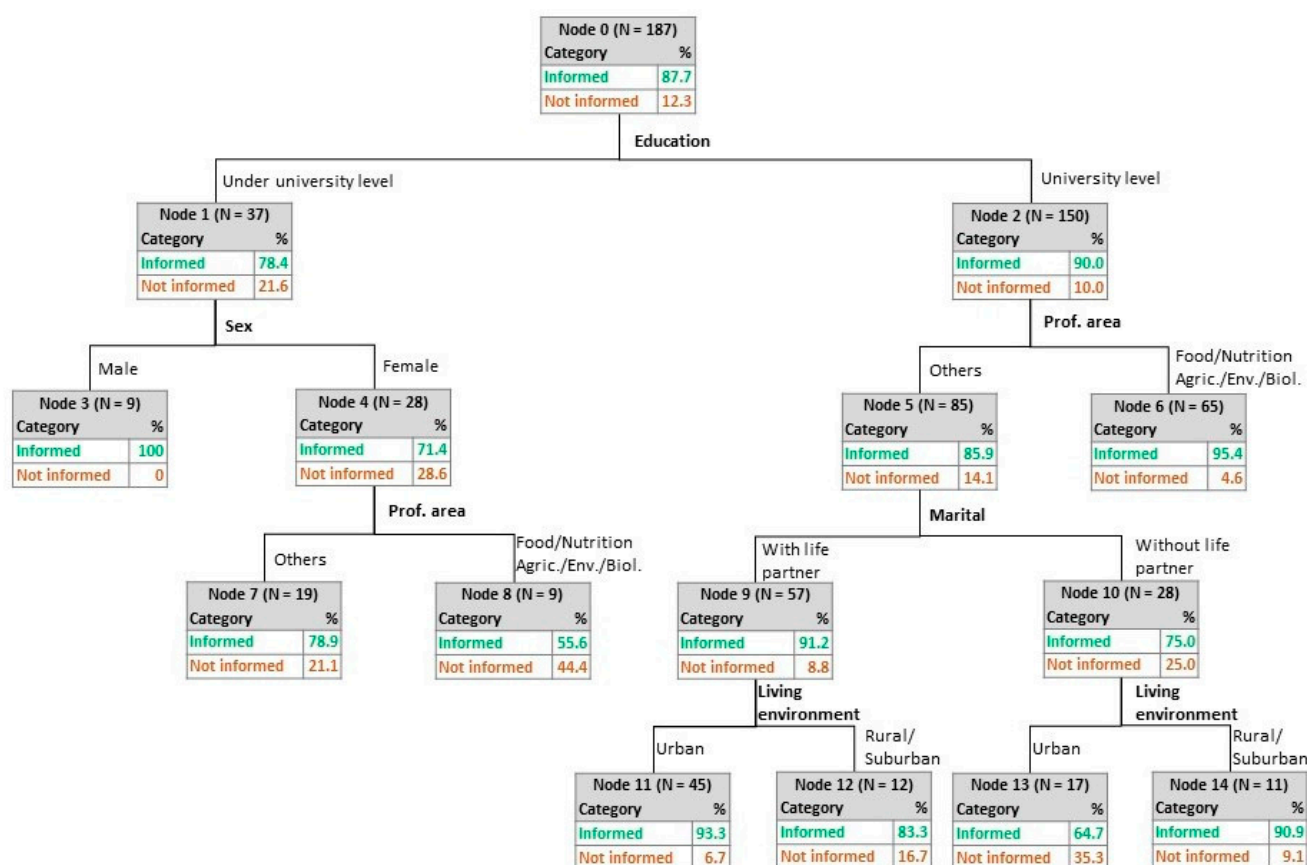 Node 0 (N = 187)
Category %
Informed 87.7
Not informed 12.3
Education
Under university level
University level
Node 1 (N = 37)
Category %
Informed 78.4
Not informed 21.6
Node 2 (N = 150)
Category %
Informed 90.0
Not informed 10.0
Sex
Prof. area
Male
Female
Others
Food/Nutrition
Agric./Env./Biol.
Node 3 (N = 9)
Category %
Informed 100
Not informed 0
Node 4 (N = 28)
Category %
Informed 71.4
Not informed 28.6
Node 5 (N = 85)
Category %
Informed 85.9
Not informed 14.1
Node 6 (N = 65)
Category %
Informed 95.4
Not informed 4.6
Prof. area
Marital
Others
Food/Nutrition
Agric./Env./Biol.
With life
partner
Without life
partner
Node 7 (N = 19)
Category %
Informed 78.9
Not informed 21.1
Node 8 (N = 9)
Category %
Informed 55.6
Not informed 44.4
Node 9 (N = 57)
Category %
Informed 91.2
Not informed 8.8
Node 10 (N = 28)
Category %
Informed 75.0
Not informed 25.0
Living
environment
Living
environment
Urban
Rural/
Suburban
Urban
Rural/
Suburban
Node 11 (N = 45)
Category %
Informed 93.3
Not informed 6.7
Node 12 (N = 12)
Category %
Informed 83.3
Not informed 16.7
Node 13 (N = 17)
Category %
Informed 64.7
Not informed 35.3
Node 14 (N = 11)
Category %
Informed 90.9
Not informed 9.1